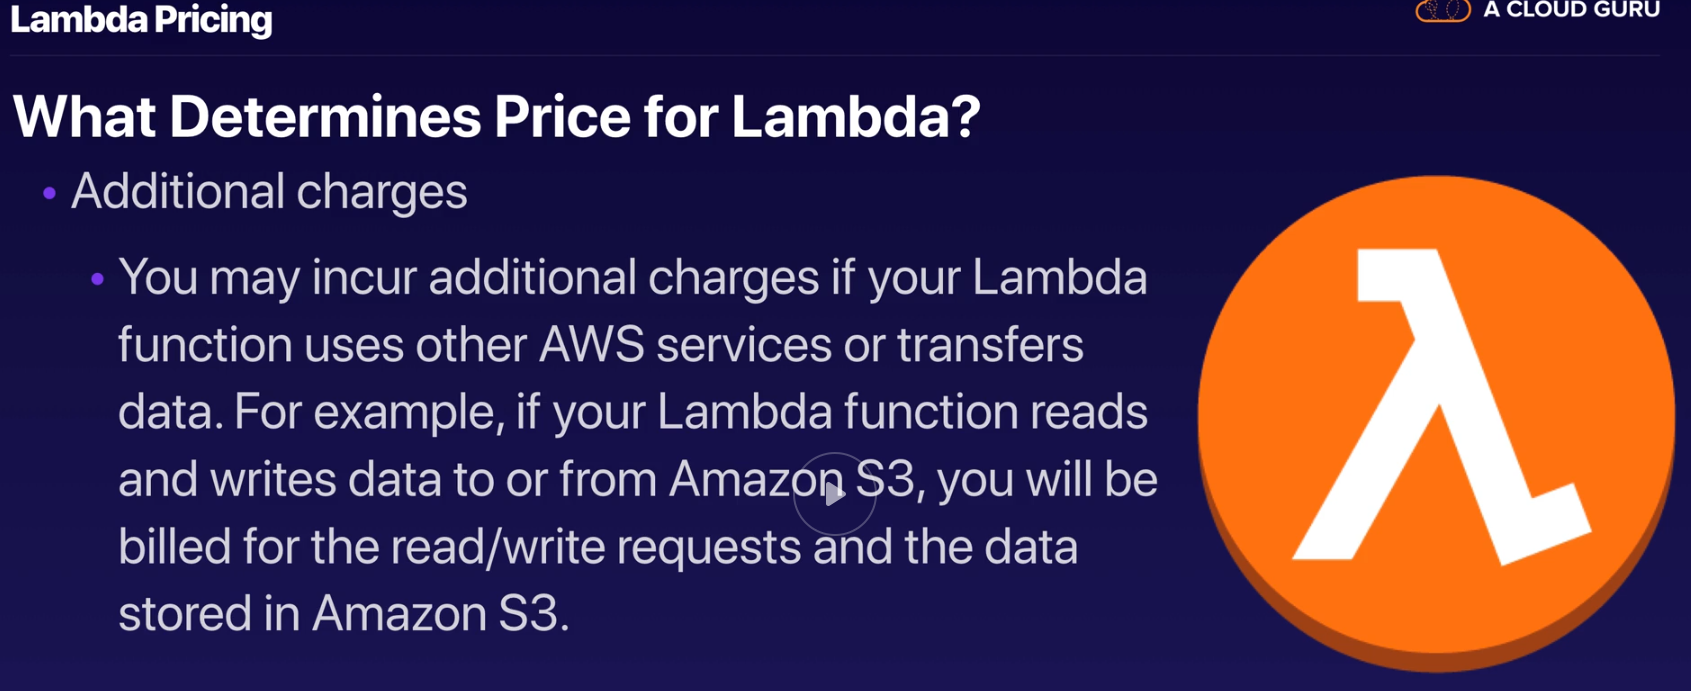 Lambda Pricing
A CLOUD GURU
What Determines Price for Lambda?
• Additional charges
• You may incur additional charges if your Lambda
function uses other AWS services or transfers
data. For example, if your Lambda function reads
and writes data to or from Amazon S3, you will be
billed for the read/write requests and the data
stored in Amazon S3.